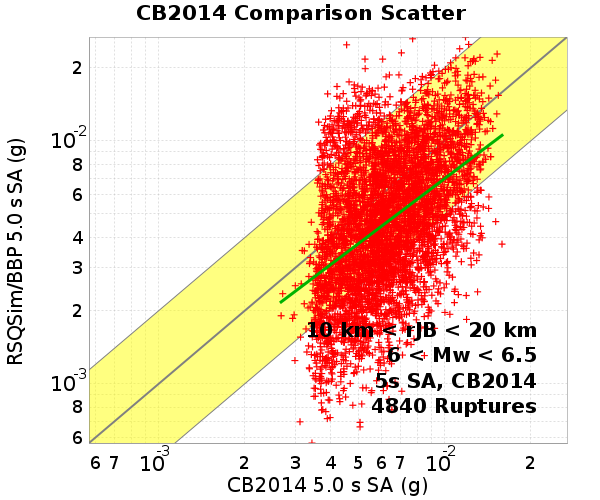 CB2014 Comparison Scatter
RSQSim/BBP 5.0 s SA (g)
2
10-2
8
6
4
3
2
10-3
8
6
10 km < rJB < 20 km
6 < Mw < 6.5
5s SA, CB2014
4840 Ruptures
6 7 10-3 2 3 4 5 6 7 10-2 2
CB2014 5.0 s SA (g)